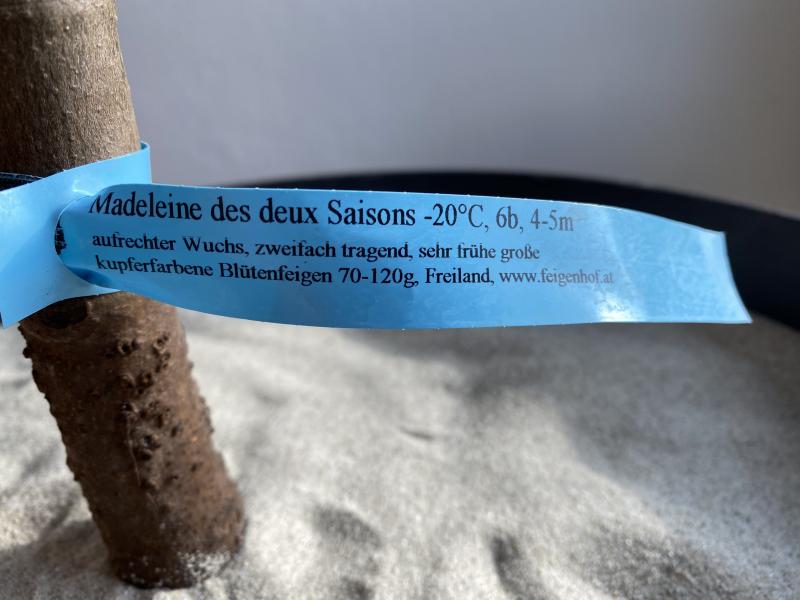 Madeleine des deux Saisons -20°C, 6b, 4-5m
aufrechter Wuchs, zweifach tragend, sehr frühe große
kupferfarbene Blütenfeigen 70-120g, Freiland, www.feigenhof.at